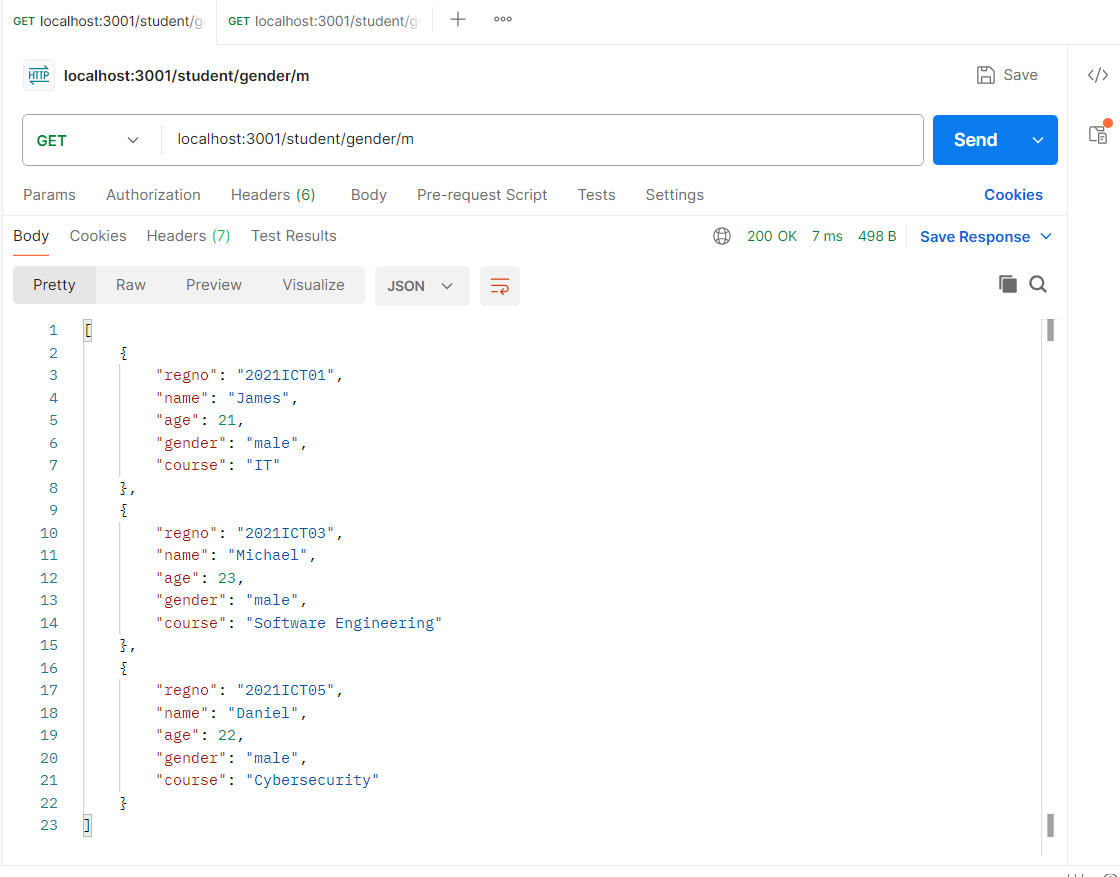 GET localhost:3001/student/g GET localhost:3001/student/g
HTTP localhost:3001/student/gender/m Save </>
GET localhost:3001/student/gender/m Send
Params Authorization Headers (6) Body Pre-request Script Tests Settings Cookies
Body Cookies Headers (7) Test Results 200 OK 7 ms 498 B Save Response
Pretty Raw Preview Visualize JSON
1 [
2 {
3 "regno": "2021ICT01",
4 "name": "James",
5 "age": 21,
6 "gender": "male",
7 "course": "IT"
8 },
9 {
10 "regno": "2021ICT03",
11 "name": "Michael",
12 "age": 23,
13 "gender": "male",
14 "course": "Software Engineering"
15 },
16 {
17 "regno": "2021ICT05",
18 "name": "Daniel",
19 "age": 22,
20 "gender": "male",
21 "course": "Cybersecurity"
22 }
23 ]